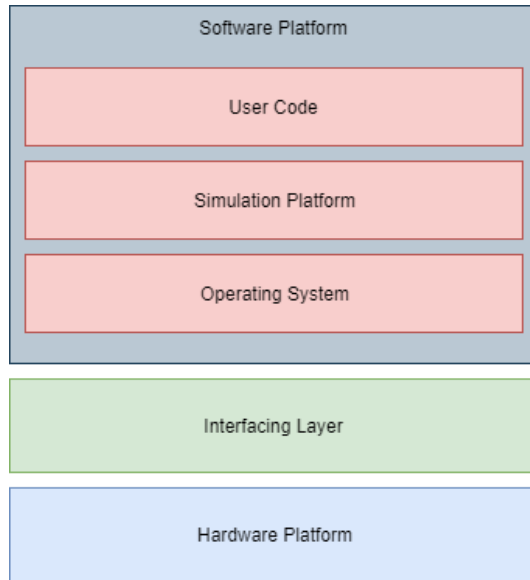 Software Platform
User Code
Simulation Platform
Operating System
Interfacing Layer
Hardware Platform